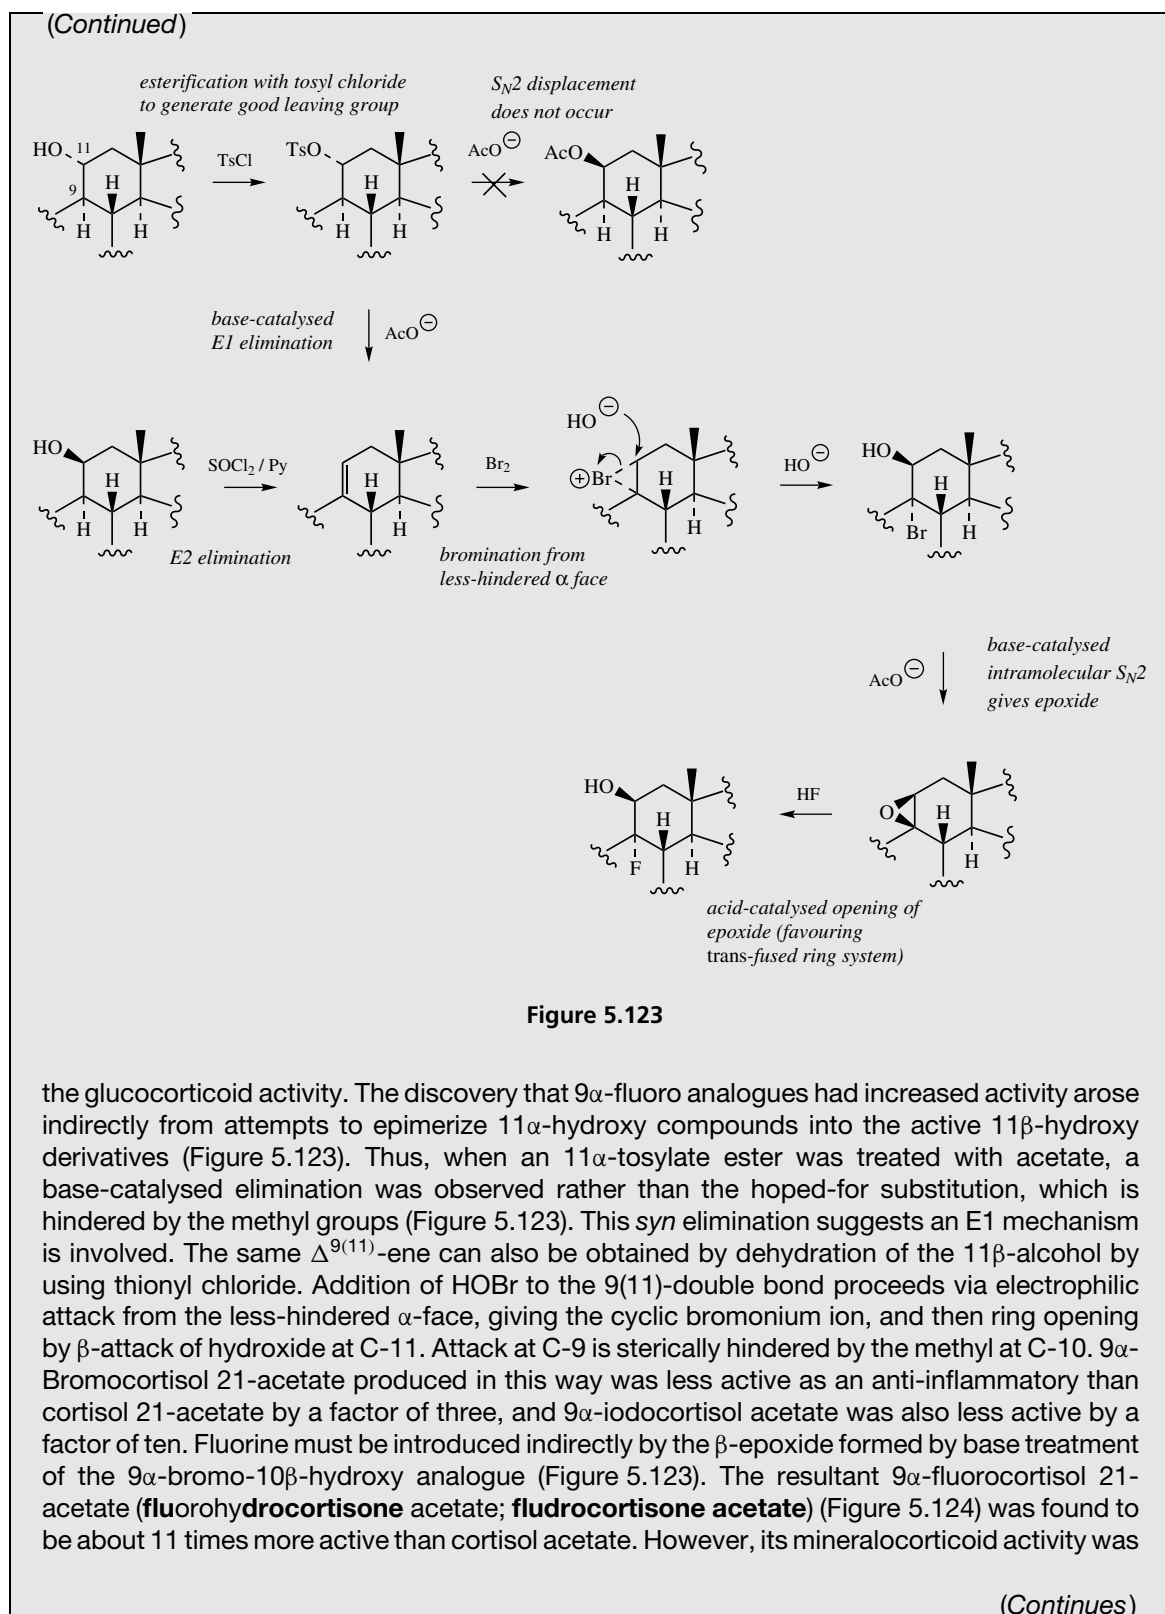 (Continued)
esterification with tosyl chloride
to generate good leaving group
SN2 displacement
does not occur
HO 11 9 H H H
TsCl
TsO H H H
AcO⊖
AcO H H H
base-catalysed
E1 elimination
AcO⊖
HO H H H
SOCl2 / Py
E2 elimination
H H
Br2
bromination from
less-hindered α face
HO⊖
⊕Br H H
HO⊖
HO H Br H
AcO⊖
base-catalysed
intramolecular SN2
gives epoxide
HO H F H
HF
O H H
acid-catalysed opening of
epoxide (favouring
trans-fused ring system)
Figure 5.123
the glucocorticoid activity. The discovery that 9α-fluoro analogues had increased activity arose
indirectly from attempts to epimerize 11α-hydroxy compounds into the active 11β-hydroxy
derivatives (Figure 5.123). Thus, when an 11α-tosylate ester was treated with acetate, a
base-catalysed elimination was observed rather than the hoped-for substitution, which is
hindered by the methyl groups (Figure 5.123). This syn elimination suggests an E1 mechanism
is involved. The same Δ9(11)-ene can also be obtained by dehydration of the 11β-alcohol by
using thionyl chloride. Addition of HOBr to the 9(11)-double bond proceeds via electrophilic
attack from the less-hindered α-face, giving the cyclic bromonium ion, and then ring opening
by β-attack of hydroxide at C-11. Attack at C-9 is sterically hindered by the methyl at C-10. 9α-
Bromocortisol 21-acetate produced in this way was less active as an anti-inflammatory than
cortisol 21-acetate by a factor of three, and 9α-iodocortisol acetate was also less active by a
factor of ten. Fluorine must be introduced indirectly by the β-epoxide formed by base treatment
of the 9α-bromo-10β-hydroxy analogue (Figure 5.123). The resultant 9α-fluorocortisol 21-
acetate (fluorohydrocortisone acetate; fludrocortisone acetate) (Figure 5.124) was found to
be about 11 times more active than cortisol acetate. However, its mineralocorticoid activity was
(Continues)